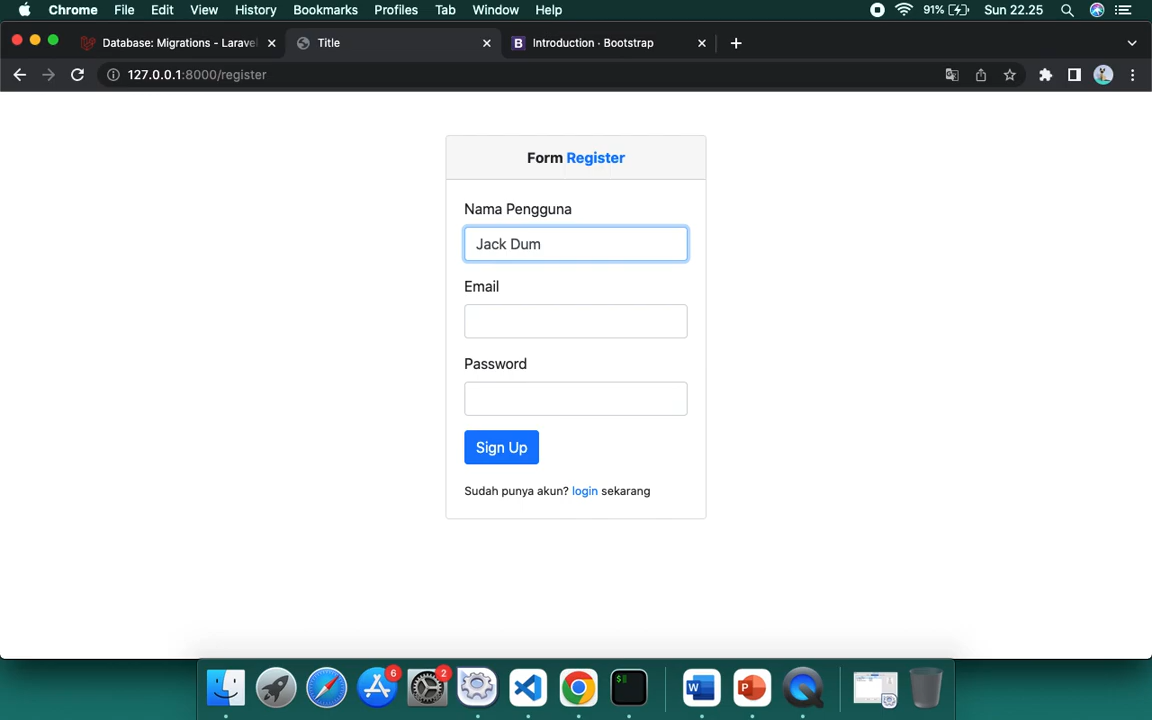 Chrome File Edit View History Bookmarks Profiles Tab Window Help 91% Sun 22.25
Database: Migrations - Laravel Title Introduction · Bootstrap
127.0.0.1:8000/register
Form Register
Nama Pengguna
Jack Dum
Email
Password
Sign Up
Sudah punya akun? login sekarang
6 2
$
W P